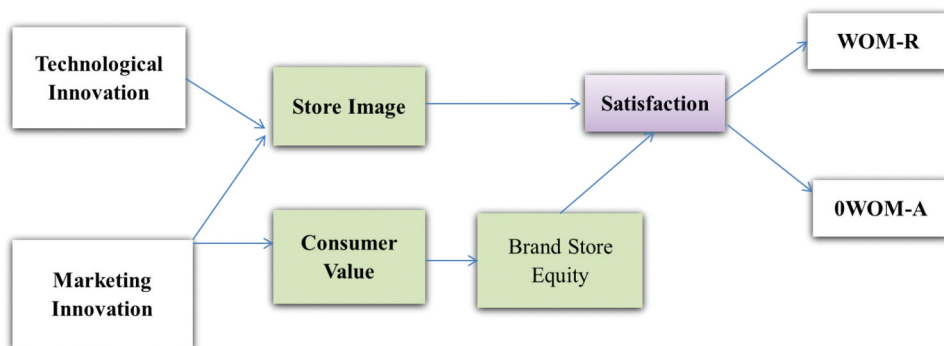 Technological
Innovation
Store Image
Satisfaction
WOM-R
0WOM-A
Marketing
Innovation
Consumer
Value
Brand Store
Equity